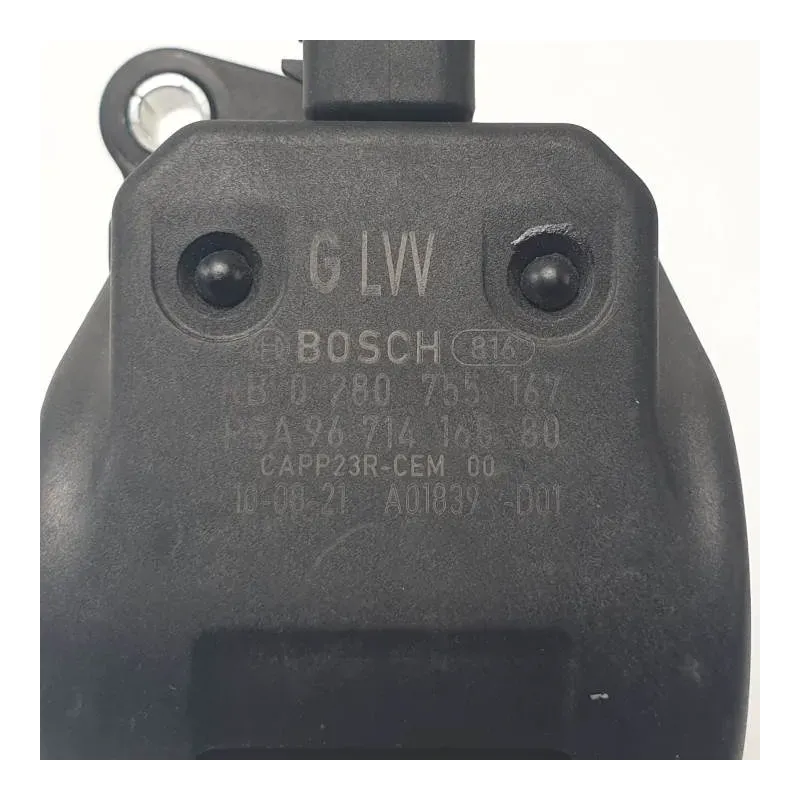 G LVV
BOSCH 816
RB 0 280 755 167
PSA 96 714 80
CAPP23R-CEM 00
10-08-21 A01839 -D01